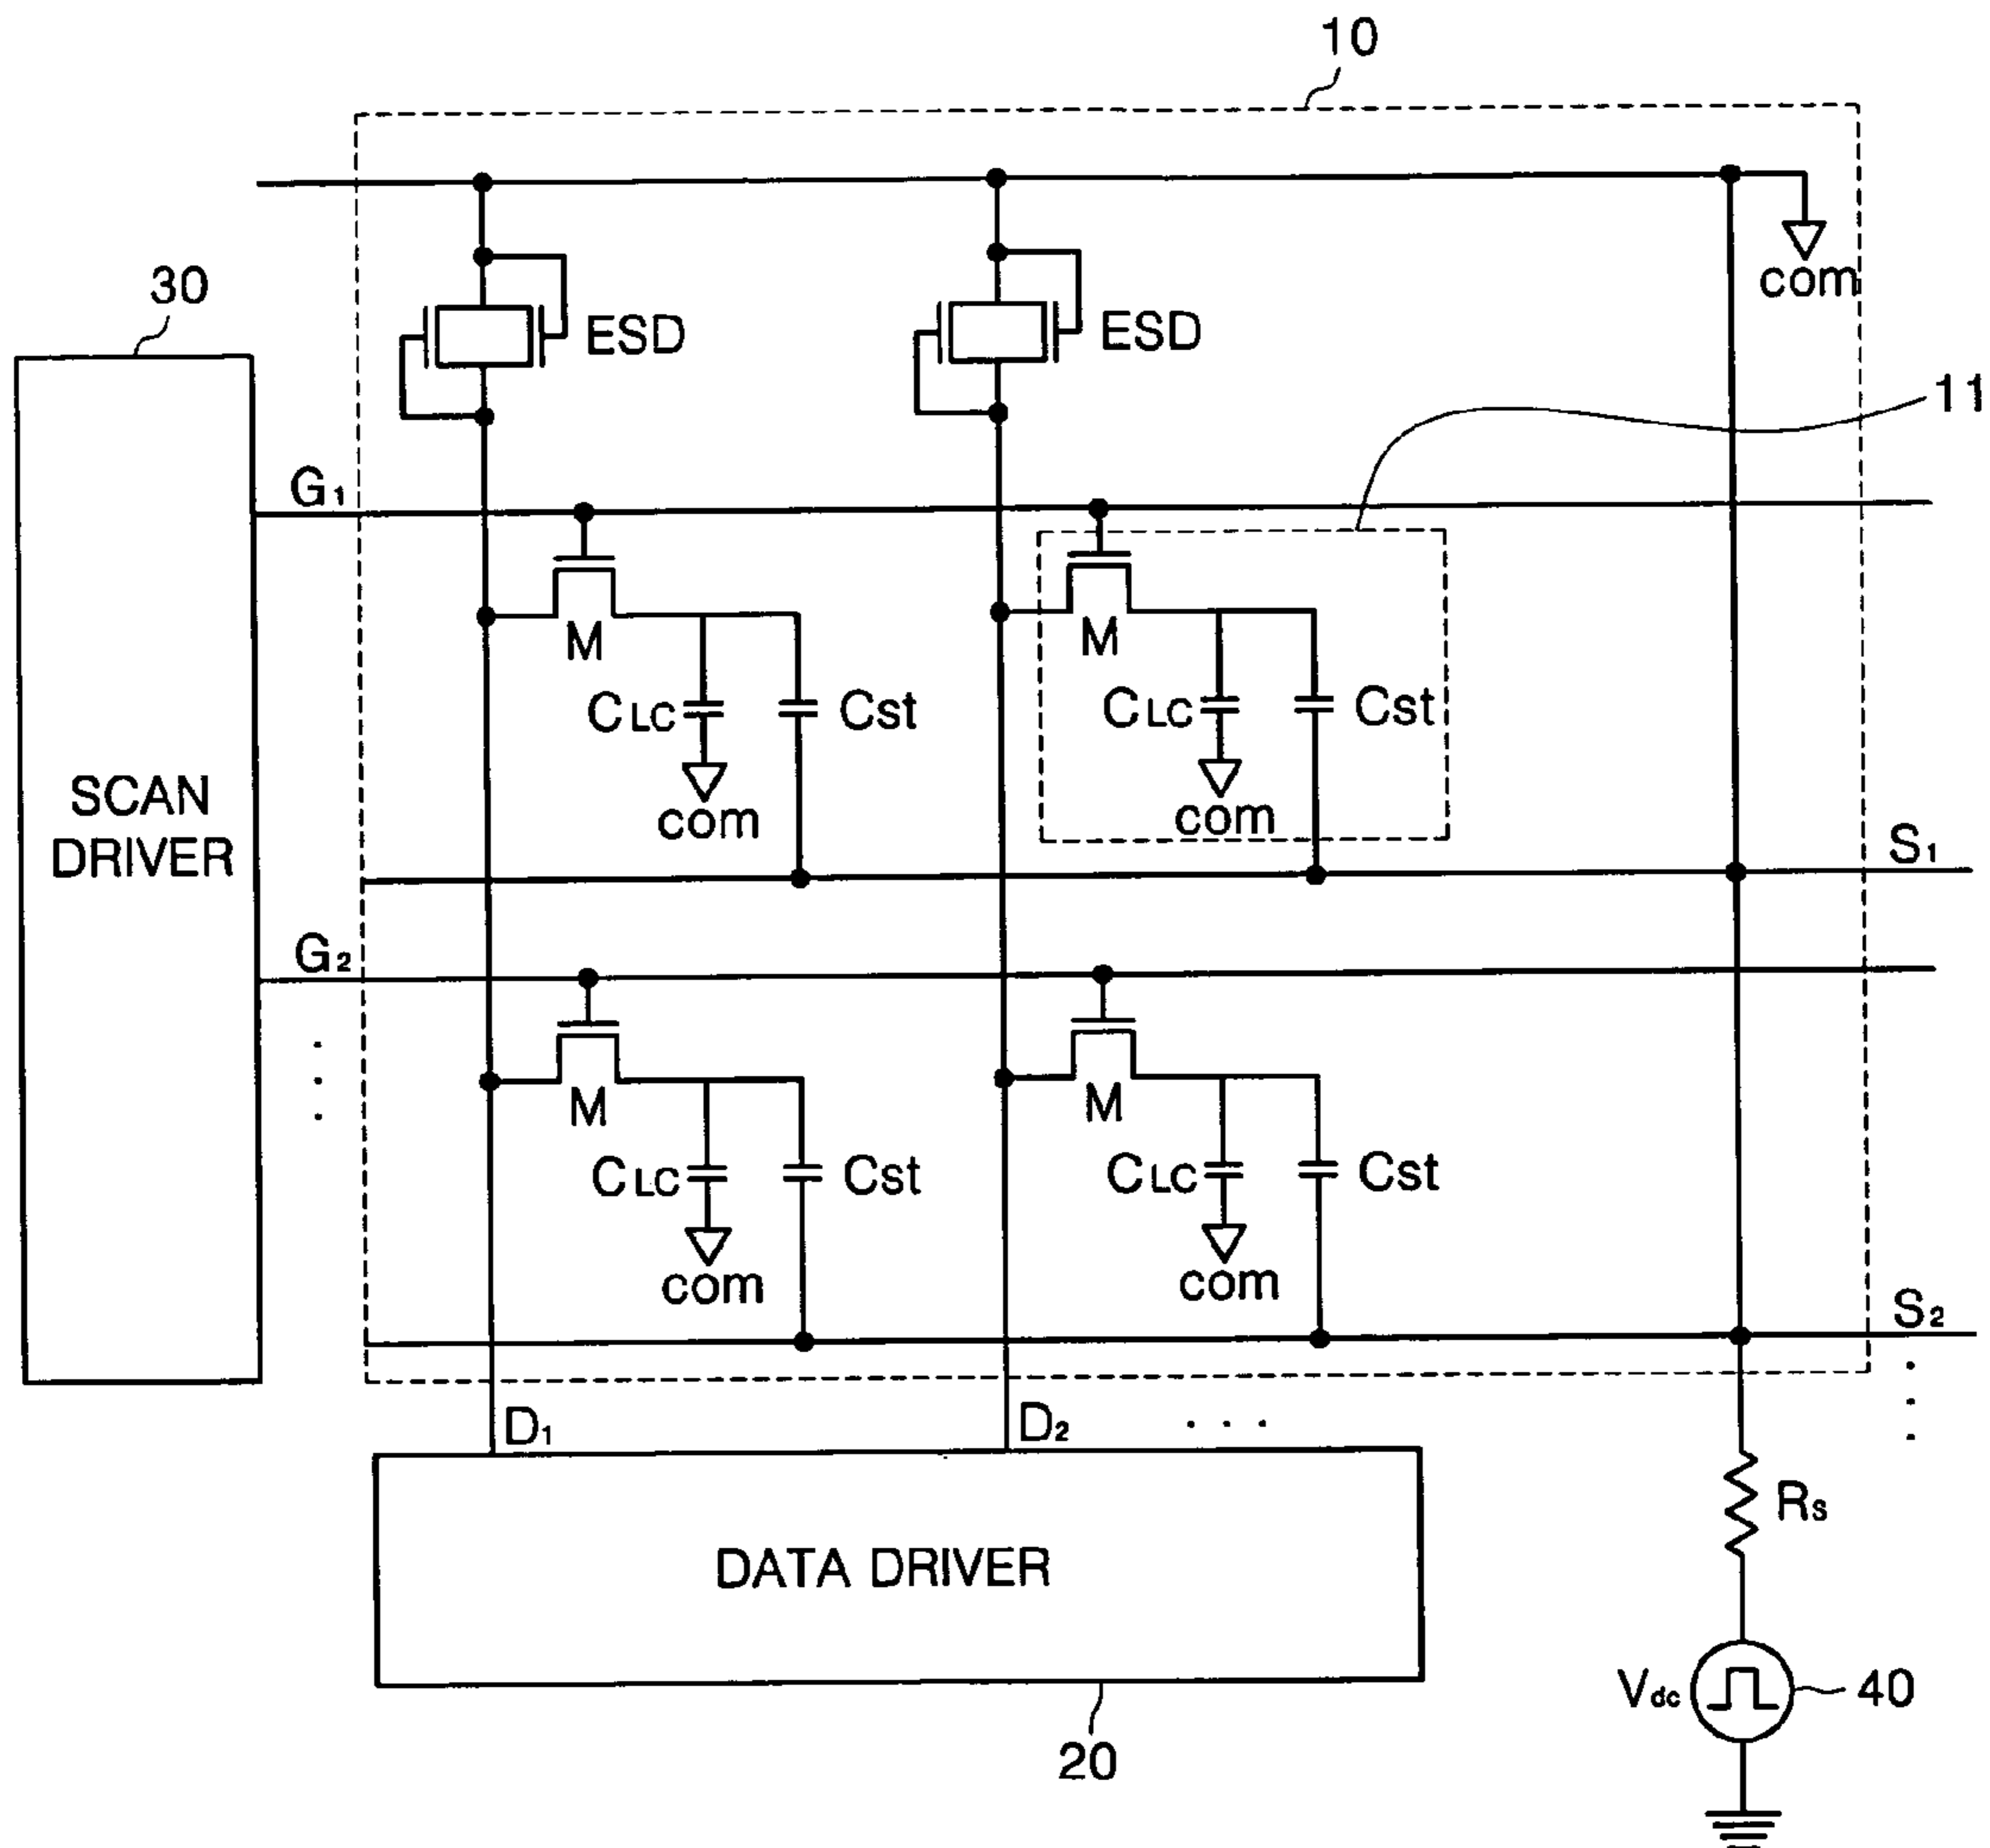 10
com
30
ESD
ESD
11
G1
M
M
CLC
Cst
CLC
Cst
com
com
SCAN
DRIVER
S1
G2
M
M
CLC
Cst
CLC
Cst
com
com
S2
D1
D2
Rs
DATA DRIVER
Vdc
40
20